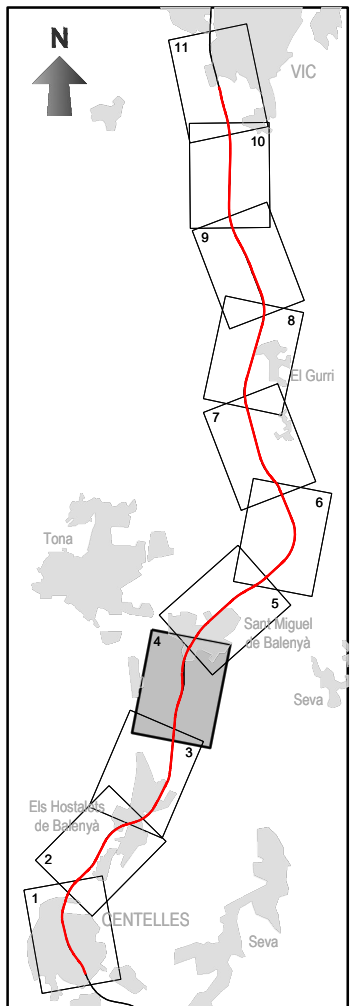 N
11
VIC
10
9
8
El Gurri
7
6
Tona
5
Sant Miguel
de Balenyà
4
Seva
3
Els Hostalets
de Balenyà
2
1
CENTELLES
Seva